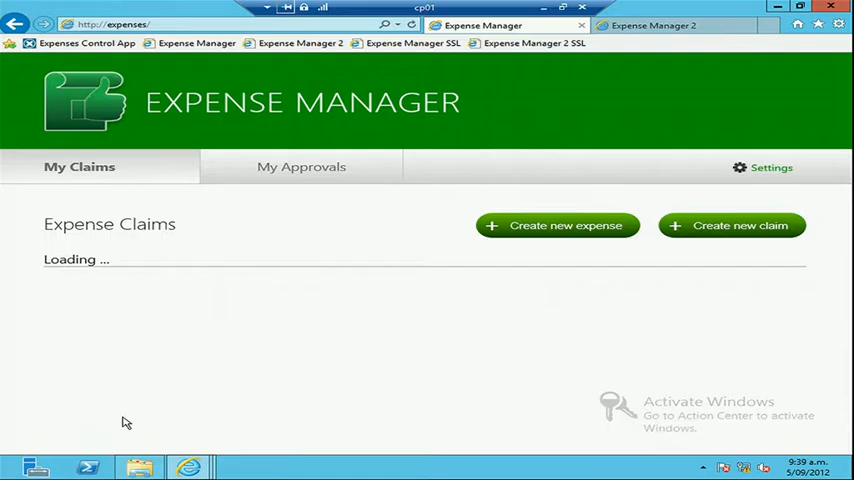 cp01
http://expenses/
Expense Manager
Expense Manager 2
Expenses Control App
Expense Manager
Expense Manager 2
Expense Manager SSL
Expense Manager 2 SSL
EXPENSE MANAGER
My Claims
My Approvals
Settings
Expense Claims
+ Create new expense
+ Create new claim
Loading ...
Activate Windows
Go to Action Center to activate
Windows.
9:39 a.m.
5/09/2012